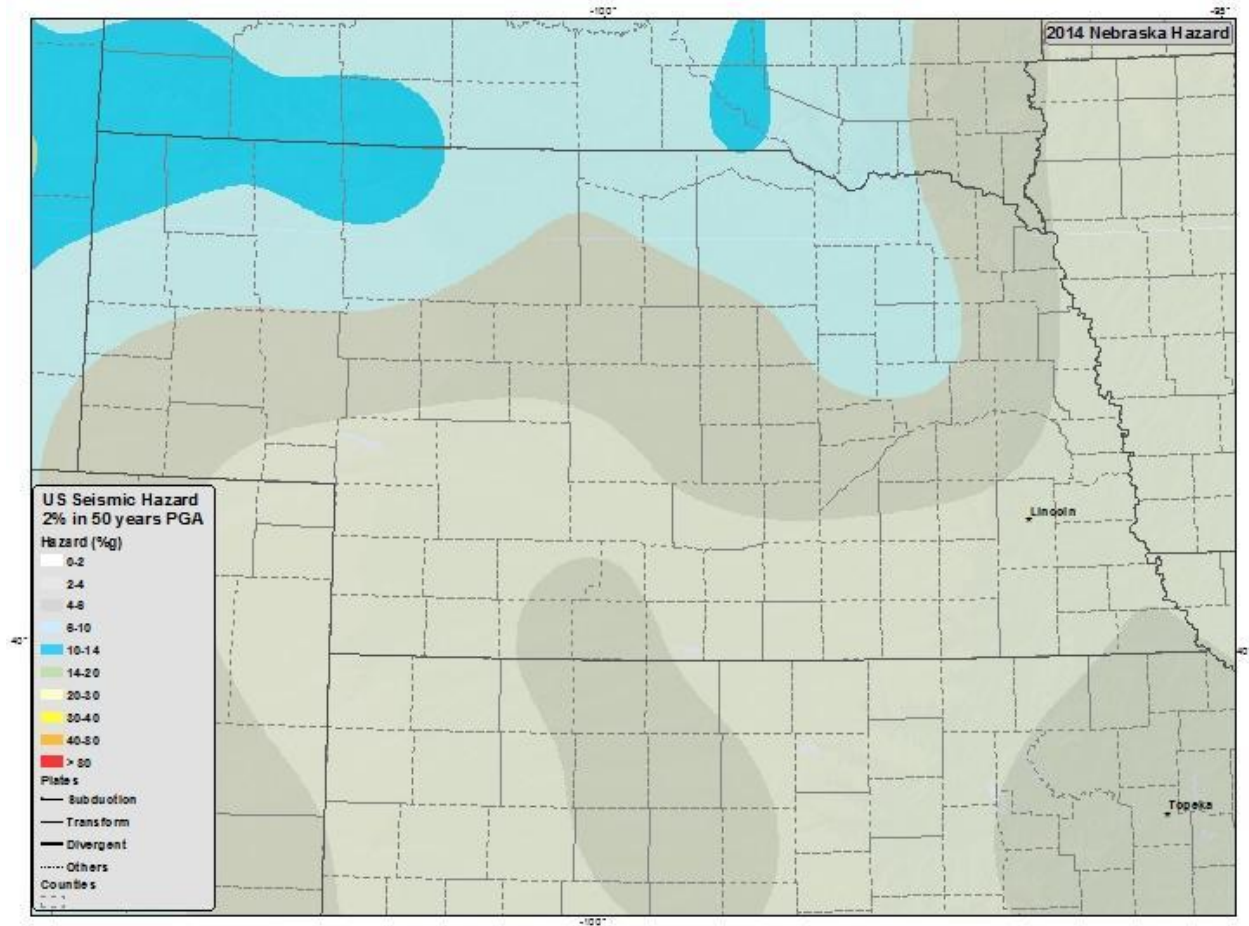 -100°
-95
2014 Nebraska Hazard
Lincoln
US Seismic Hazard
2% in 50 years PGA
Hazard (%g)
0-2
2-4
4-6
6-10
10-14
14-20
20-30
30-40
40-80
> 80
Plates
Subduction
Transform
Divergent
Others
Counties
40°
40
Topeka
-100°